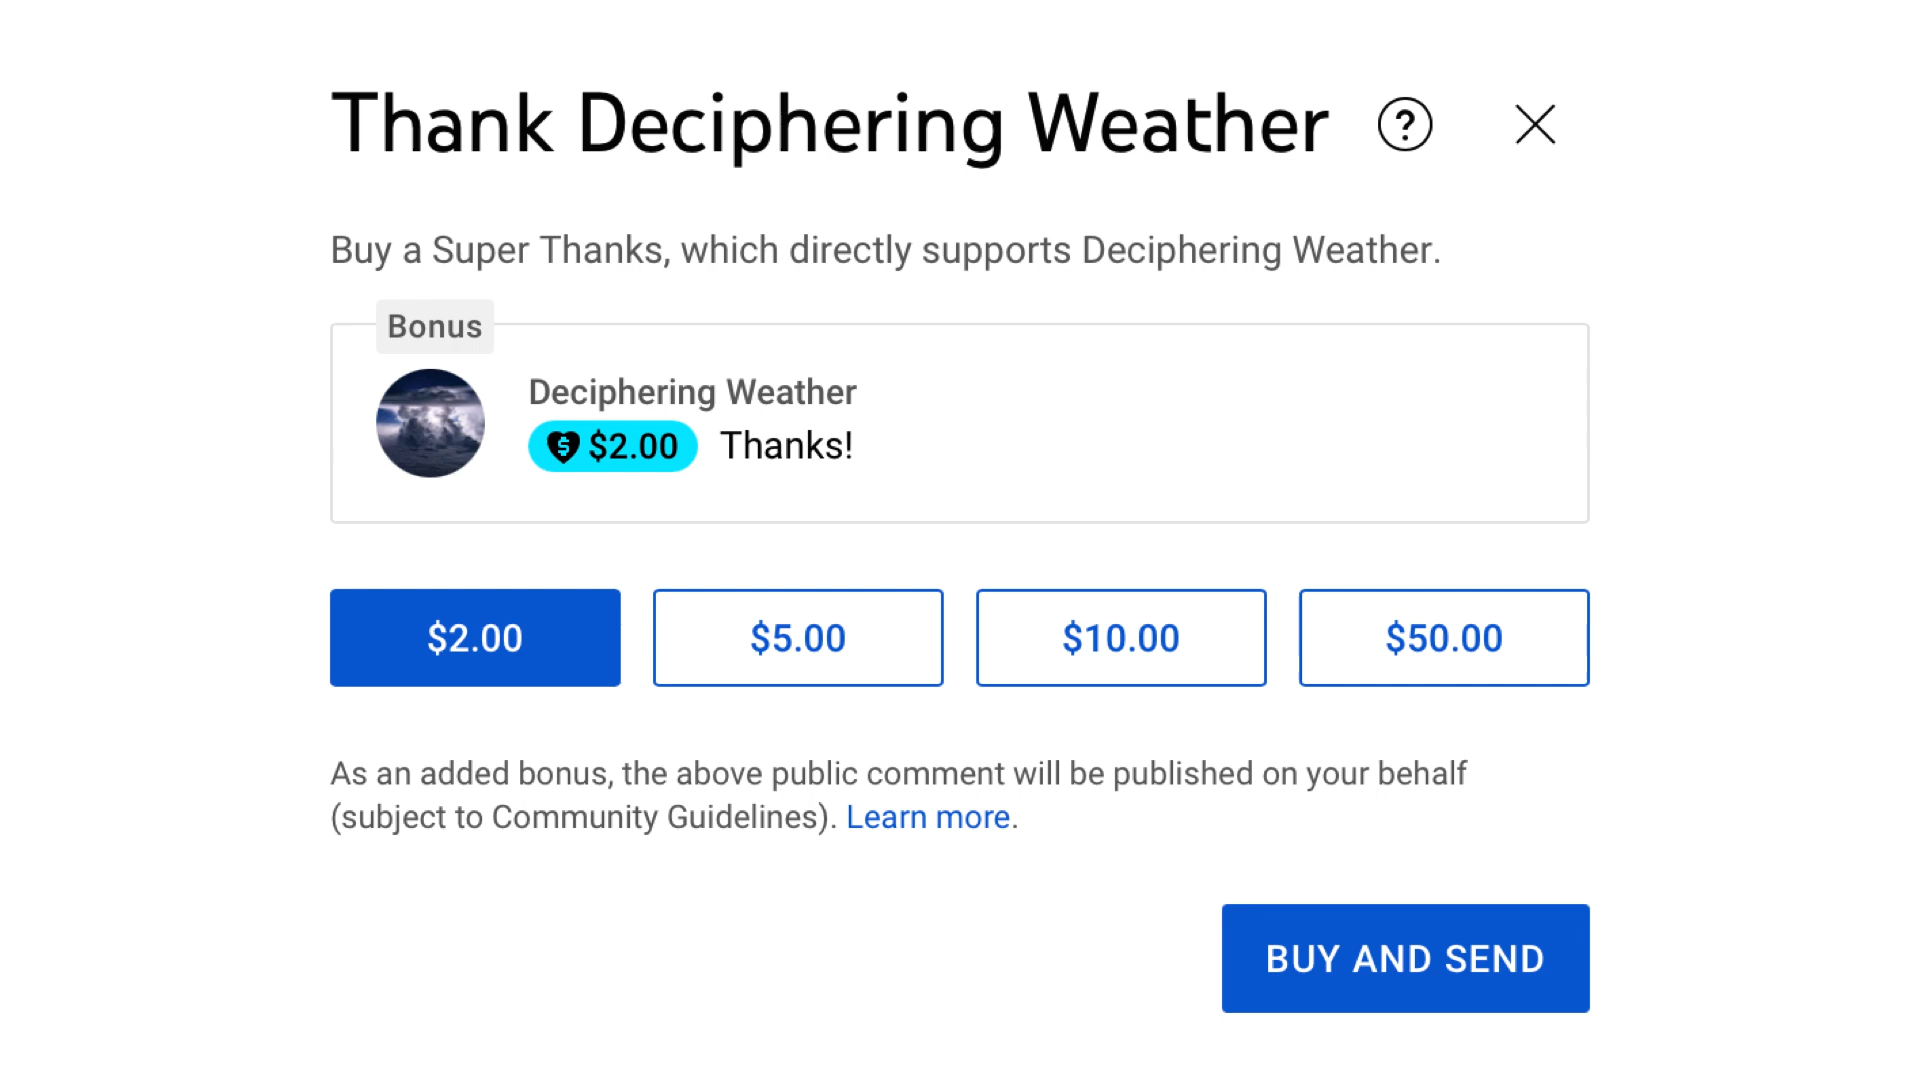 Thank Deciphering Weather ?
Buy a Super Thanks, which directly supports Deciphering Weather.
Bonus
Deciphering Weather
$ $2.00 Thanks!
$2.00 $5.00 $10.00 $50.00
As an added bonus, the above public comment will be published on your behalf
(subject to Community Guidelines). Learn more.
BUY AND SEND